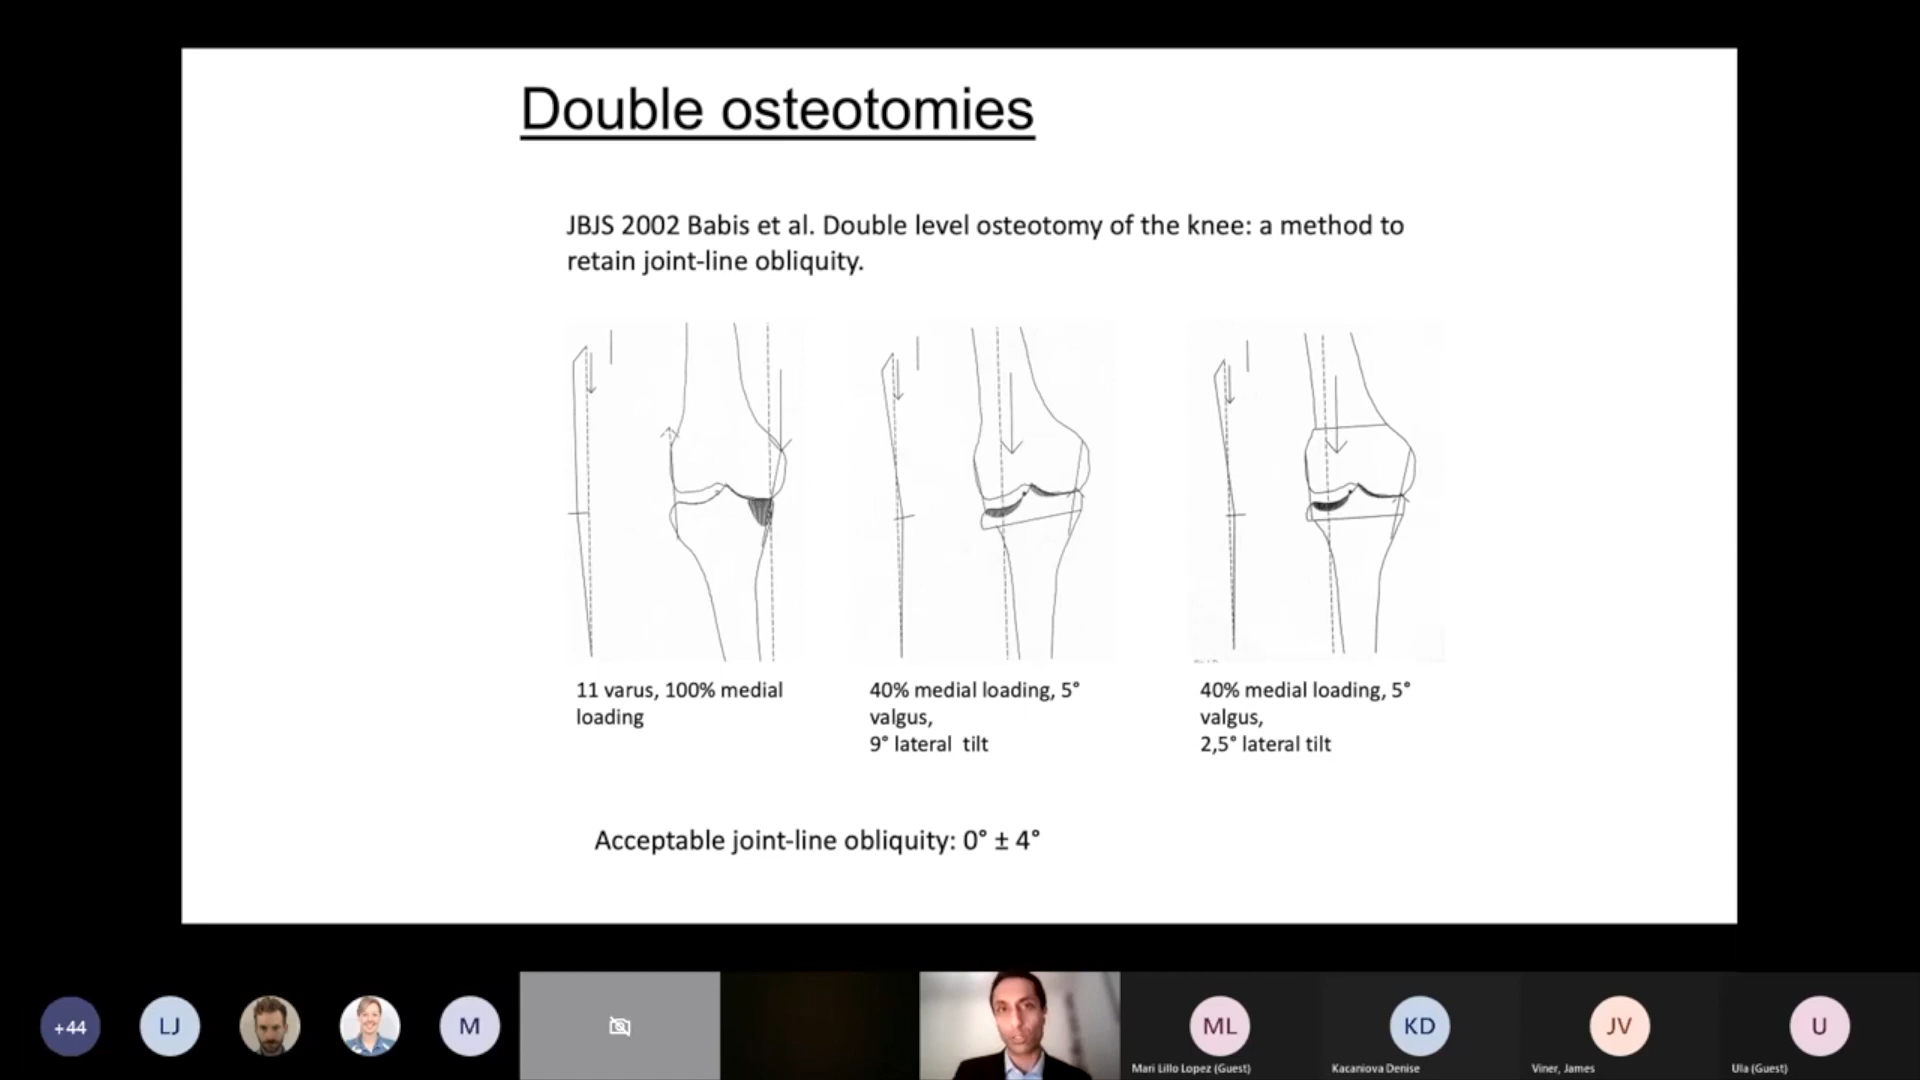 Double osteotomies
JBJS 2002 Babis et al. Double level osteotomy of the knee: a method to
retain joint-line obliquity.
11 varus, 100% medial
loading
40% medial loading, 5°
valgus,
9° lateral  tilt
40% medial loading, 5°
valgus,
2,5° lateral tilt
Acceptable joint-line obliquity: 0° ± 4°
+44
LJ
M
ML
Mari Lillo Lopez (Guest)
KD
Kacaniova Denise
JV
Viner, James
U
Ula (Guest)